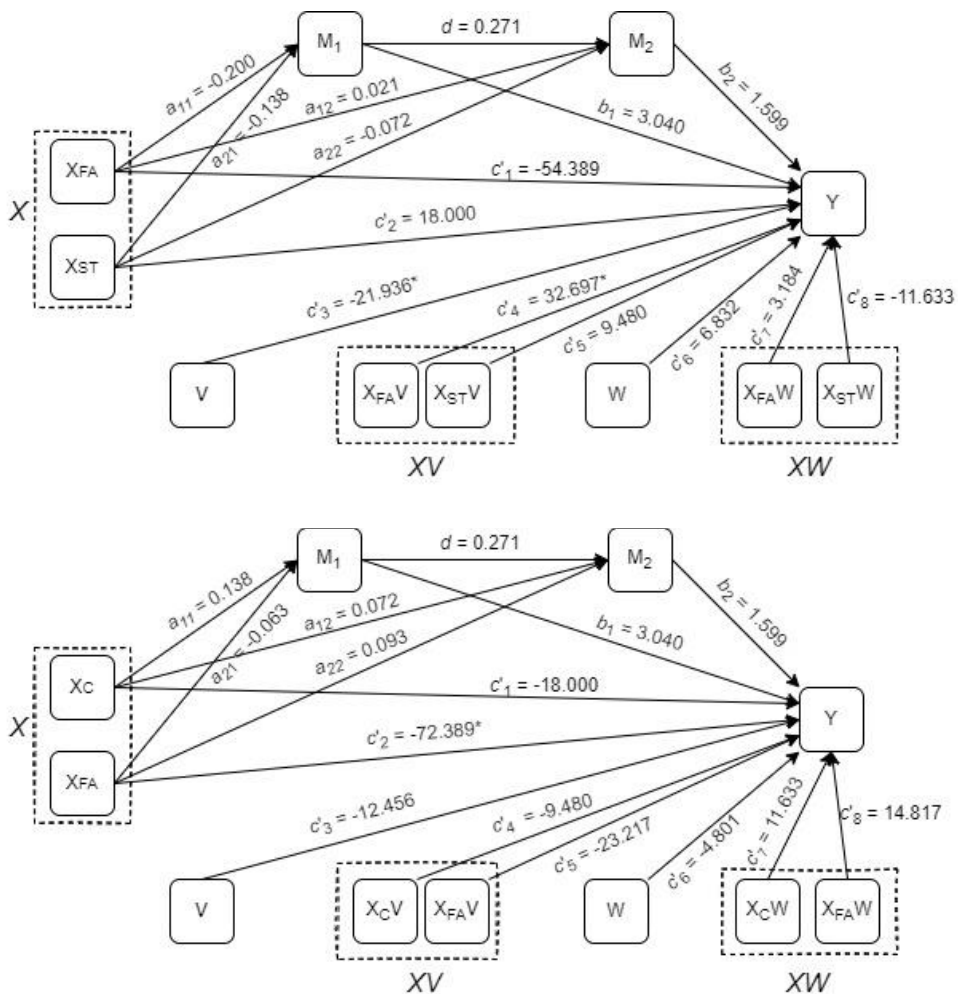 d = 0.271
M1
M2
a11 = -0.200
a12 = 0.021
a21 = -0.138
a22 = -0.072
b1 = 3.040
b2 = 1.599
X
XFA
XST
c'1 = -54.389
c'2 = 18.000
Y
c'3 = -21.936*
c'4 = 32.697*
c'5 = 9.480
c'6 = 6.832
c'7 = 3.184
c'8 = -11.633
V
XFAV
XSTV
W
XFAW
XSTW
XV
XW
d = 0.271
M1
M2
a11 = 0.138
a12 = 0.072
a21 = -0.063
a22 = 0.093
b1 = 3.040
b2 = 1.599
X
XC
XFA
c'1 = -18.000
c'2 = -72.389*
Y
c'3 = -12.456
c'4 = -9.480
c'5 = -23.217
c'6 = -4.801
c'7 = 11.633
c'8 = 14.817
V
XCV
XFAV
W
XCW
XFAW
XV
XW